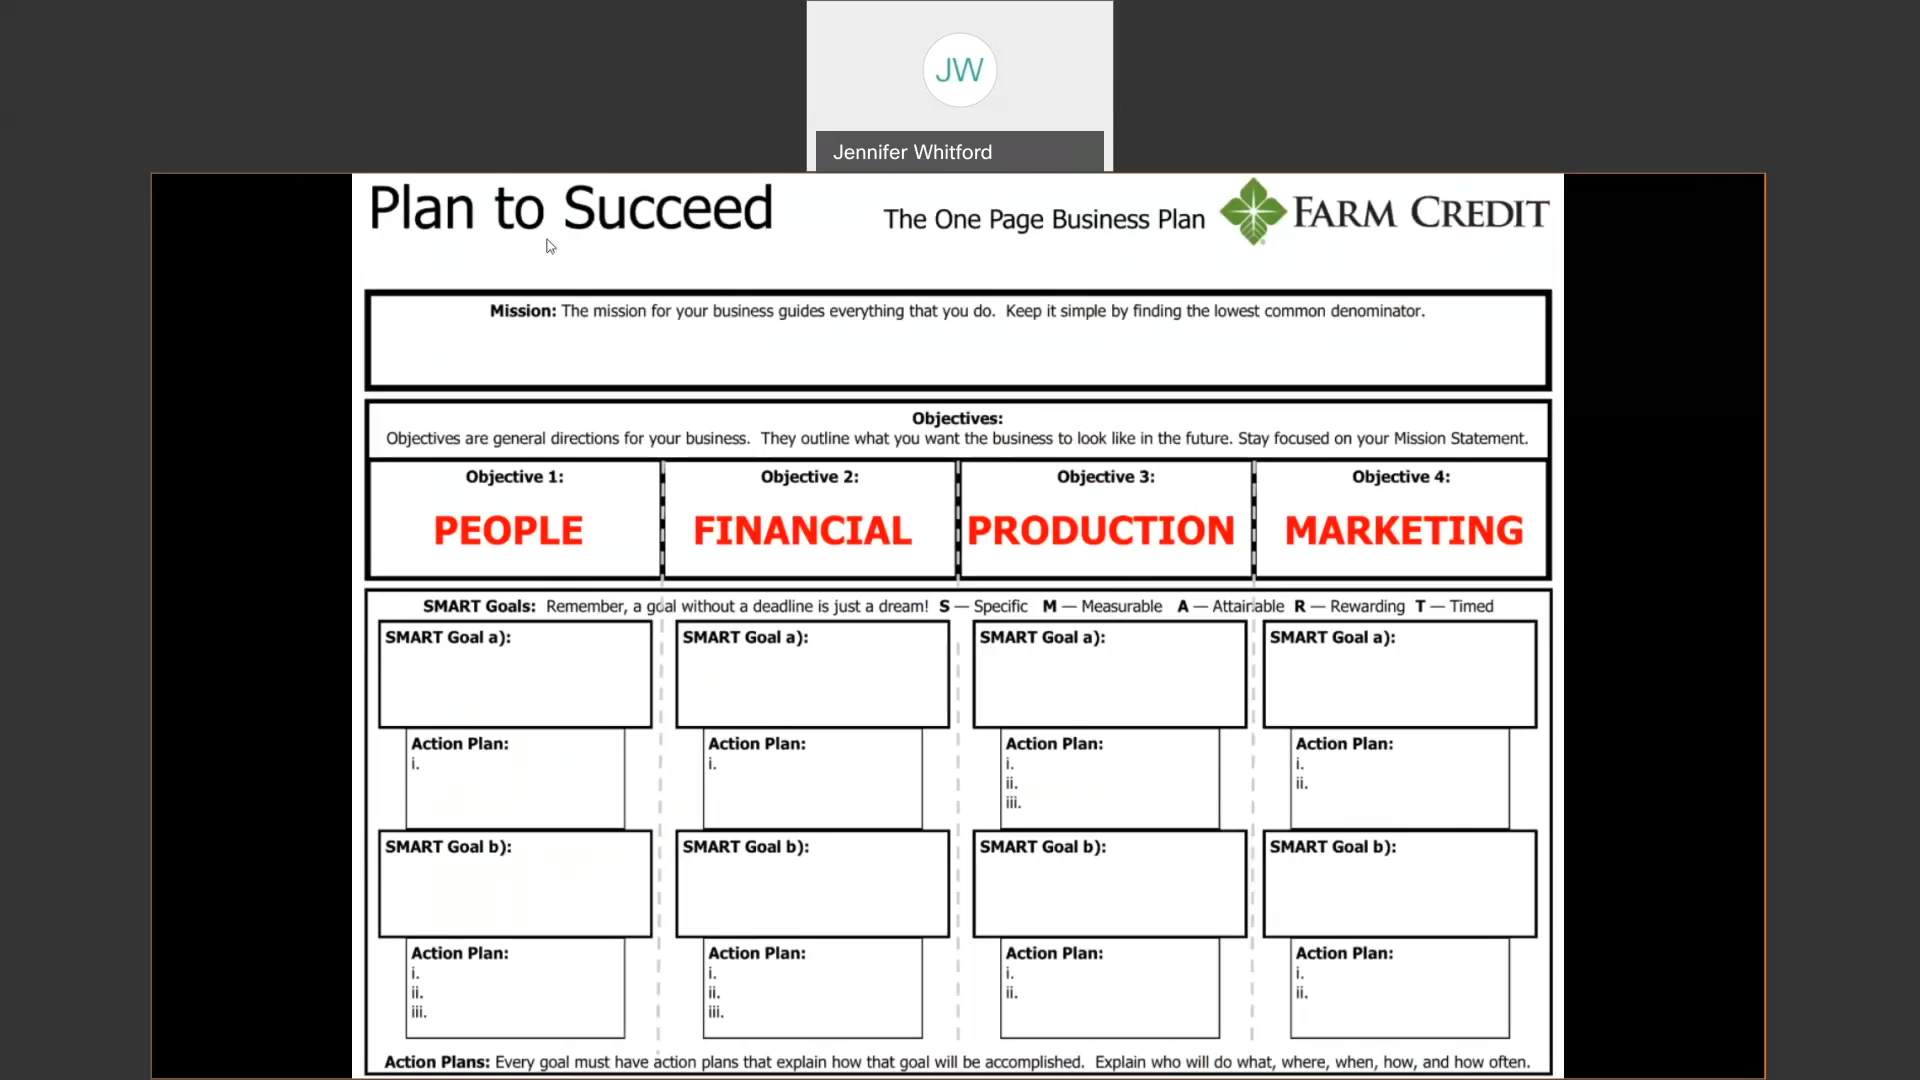 JW
Jennifer Whitford
Plan to Succeed
The One Page Business Plan
FARM CREDIT
Mission: The mission for your business guides everything that you do. Keep it simple by finding the lowest common denominator.
Objectives:
Objectives are general directions for your business. They outline what you want the business to look like in the future. Stay focused on your Mission Statement.
Objective 1:
PEOPLE
Objective 2:
FINANCIAL
Objective 3:
PRODUCTION
Objective 4:
MARKETING
SMART Goals: Remember, a goal without a deadline is just a dream! S — Specific M — Measurable A — Attainable R — Rewarding T — Timed
SMART Goal a):
Action Plan:
i.
SMART Goal b):
Action Plan:
i.
ii.
iii.
SMART Goal a):
Action Plan:
i.
SMART Goal b):
Action Plan:
i.
ii.
iii.
SMART Goal a):
Action Plan:
i.
ii.
iii.
SMART Goal b):
Action Plan:
i.
ii.
SMART Goal a):
Action Plan:
i.
ii.
SMART Goal b):
Action Plan:
i.
ii.
Action Plans: Every goal must have action plans that explain how that goal will be accomplished. Explain who will do what, where, when, how, and how often.